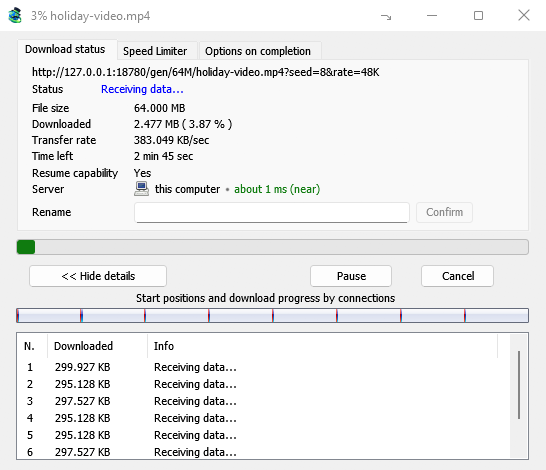 3% holiday-video.mp4
Download status Speed Limiter Options on completion
http://127.0.0.1:18780/gen/64M/holiday-video.mp4?seed=8&rate=48K
Status Receiving data...
File size 64.000 MB
Downloaded 2.477 MB ( 3.87 % )
Transfer rate 383.049 KB/sec
Time left 2 min 45 sec
Resume capability Yes
Server this computer • about 1 ms (near)
Rename Confirm
<< Hide details Pause Cancel
Start positions and download progress by connections
N. Downloaded Info
1 299.927 KB Receiving data...
2 295.128 KB Receiving data...
3 297.527 KB Receiving data...
4 295.128 KB Receiving data...
5 295.128 KB Receiving data...
6 297.527 KB Receiving data...